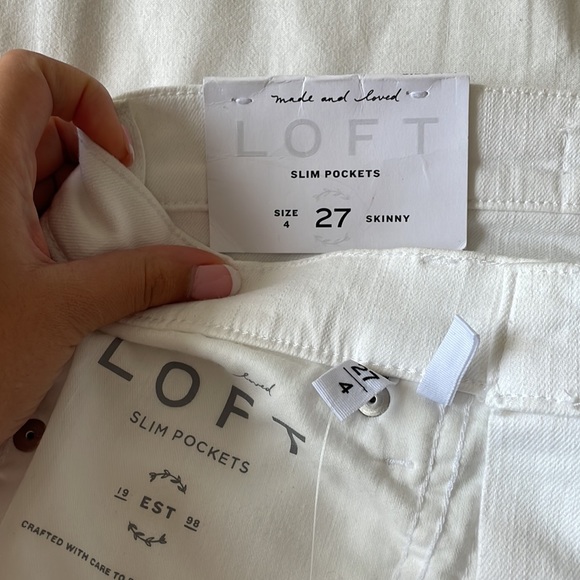 made and loved
LOFT
SLIM POCKETS
SIZE 4 27 SKINNY
27
4
LOFT
loved
SLIM POCKETS
19 EST 98
CRAFTED WITH CARE TO